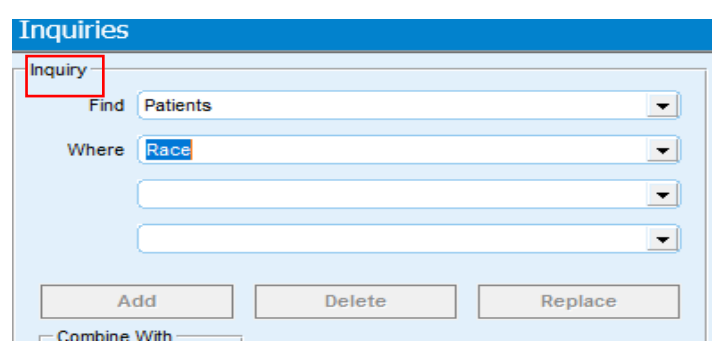 Inquiries
Inquiry
Find Patients
Where Race
Add Delete Replace
Combine With